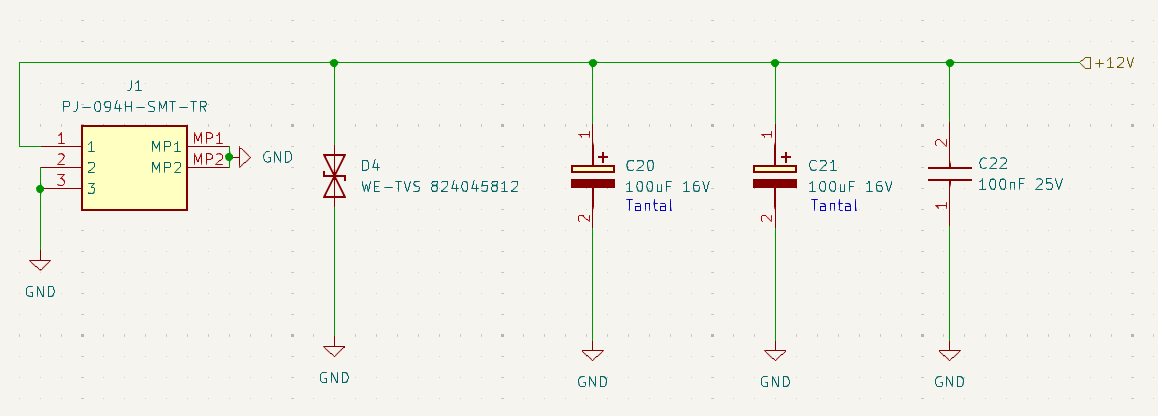 J1
PJ-094H-SMT-TR
1
2
3
1
2
3
MP1
MP2
MP1
MP2
GND
GND
D4
WE-TVS 824045812
GND
1
+
2
C20
100uF 16V
Tantal
GND
1
+
2
C21
100uF 16V
Tantal
GND
2
1
C22
100nF 25V
GND
+12V